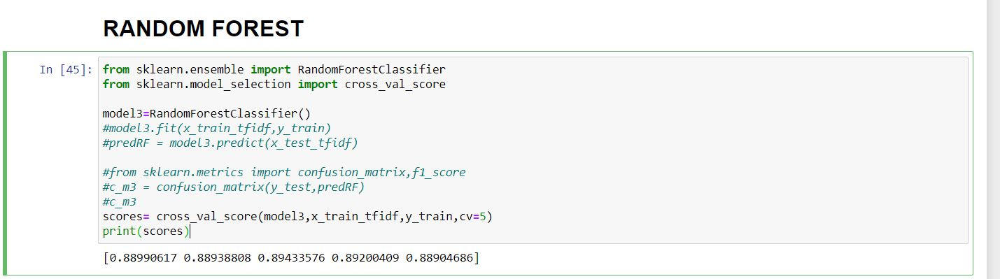 RANDOM FOREST
In [45]:
from sklearn.ensemble import RandomForestClassifier
from sklearn.model_selection import cross_val_score
model3=RandomForestClassifier()
#model3.fit(x_train_tfidf,y_train)
#predRF = model3.predict(x_test_tfidf)
#from sklearn.metrics import confusion_matrix,f1_score
#c_m3 = confusion_matrix(y_test,predRF)
#c_m3
scores= cross_val_score(model3,x_train_tfidf,y_train,cv=5)
print(scores)
[0.88990617 0.88938808 0.89433576 0.89200409 0.88904686]